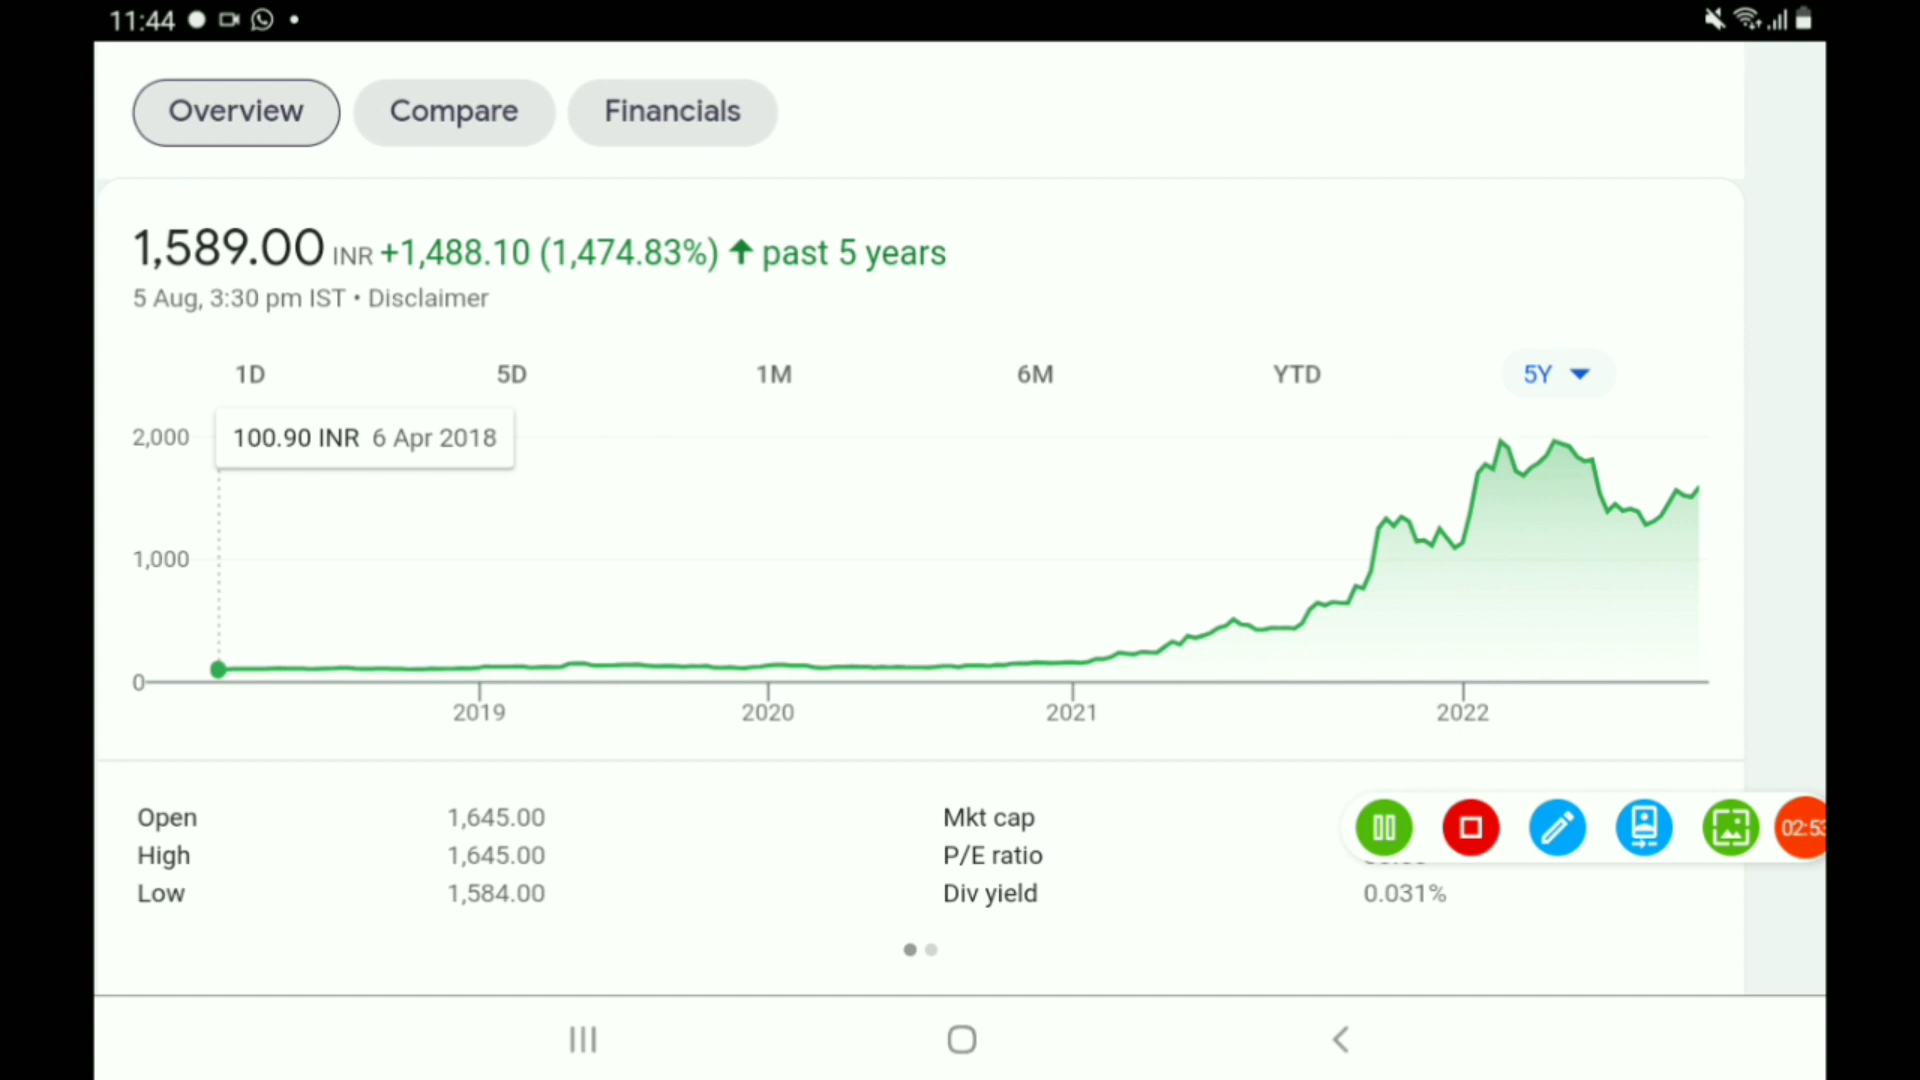 11:44
Overview Compare Financials
1,589.00 INR +1,488.10 (1,474.83%) ↑ past 5 years
5 Aug, 3:30 pm IST • Disclaimer
1D 5D 1M 6M YTD 5Y
100.90 INR 6 Apr 2018
2,000
1,000
0
2019 2020 2021 2022
Open 1,645.00 Mkt cap
High 1,645.00 P/E ratio
Low 1,584.00 Div yield 0.031%
02:53